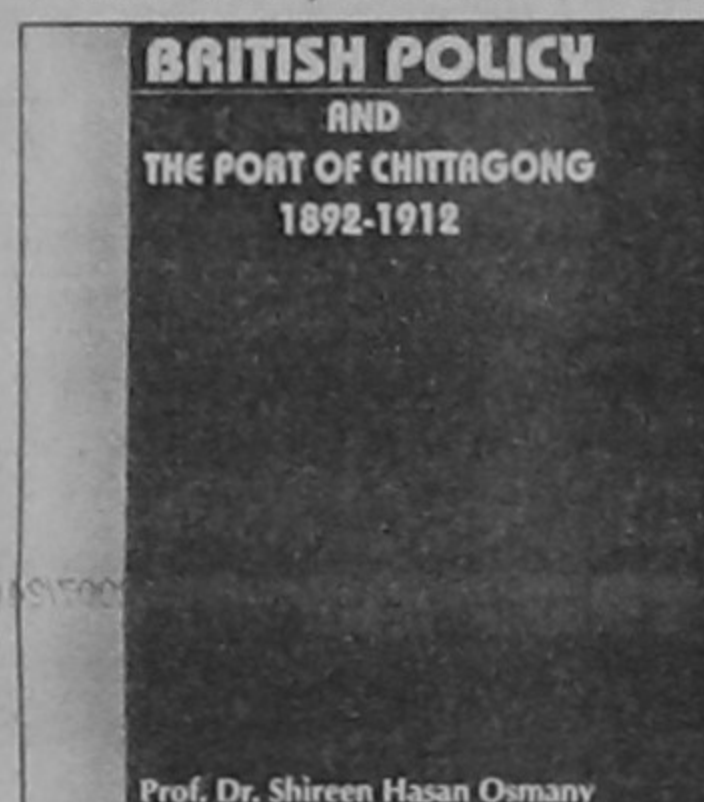 BRITISH POLICY
AND
THE PORT OF CHITTAGONG
1892-1912
Prof. Dr. Shireen Hasan Osmany